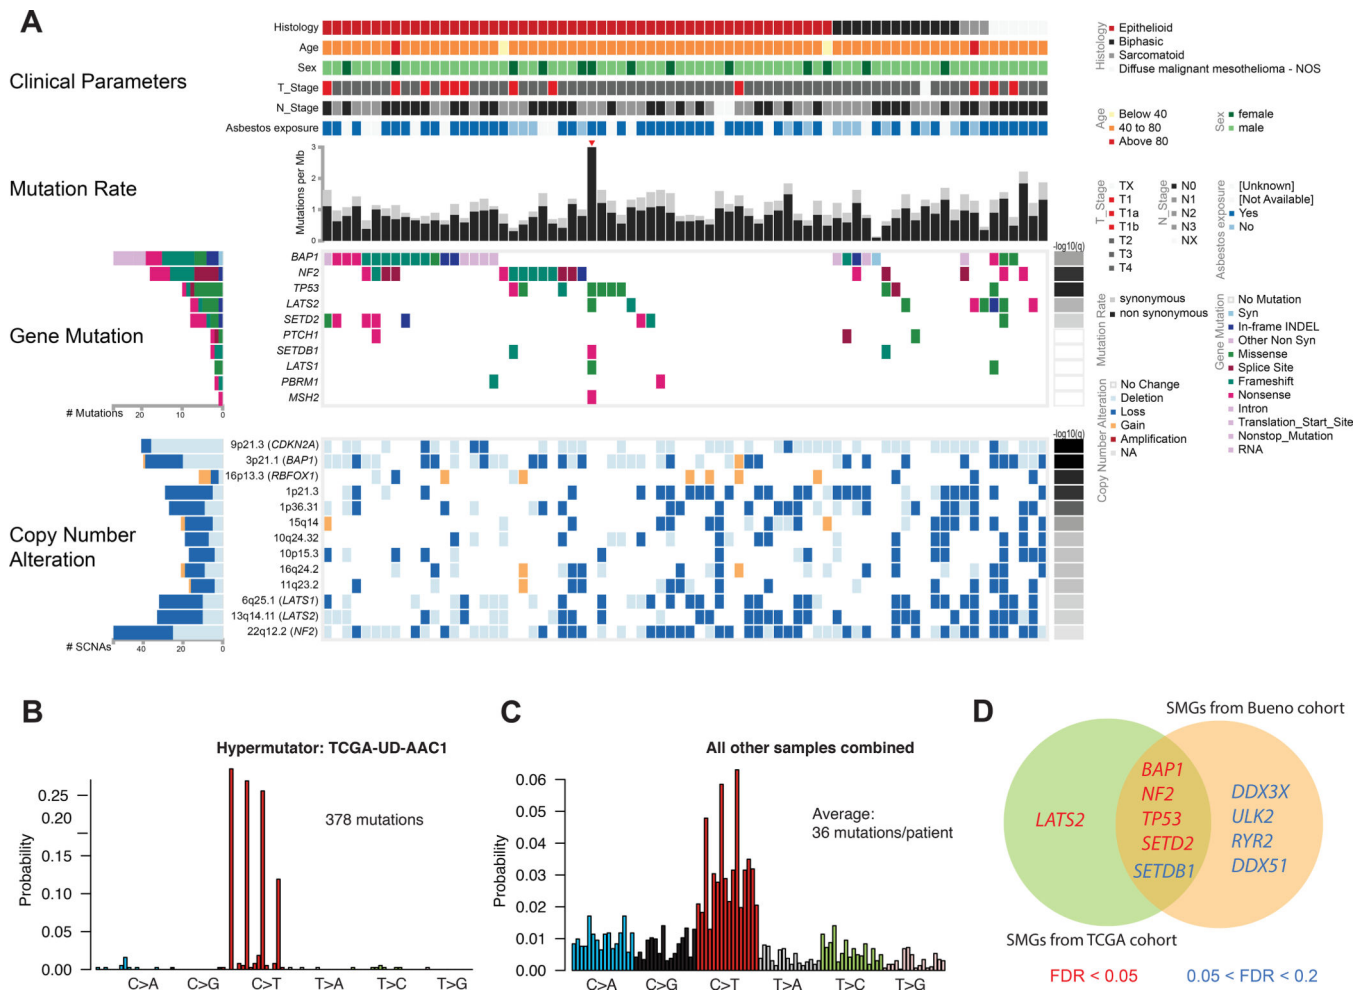 A
Clinical Parameters
Histology
Age
Sex
T_Stage
N_Stage
Asbestos exposure
Histology
Epithelioid
Biphasic
Sarcomatoid
Diffuse malignant mesothelioma - NOS
Age
Below 40
40 to 80
Above 80
Sex
female
male
Mutation Rate
Mutations per Mb
3
2
1
0
T_Stage
TX
T1
T1a
T1b
T2
T3
T4
N_Stage
N0
N1
N2
N3
NX
Asbestos exposure
[Unknown]
[Not Available]
Yes
No
Gene Mutation
-log10(q)
BAP1
NF2
TP53
LATS2
SETD2
PTCH1
SETDB1
LATS1
PBRM1
MSH2
# Mutations
20
10
0
Mutation Rate
synonymous
non synonymous
Gene Mutation
No Mutation
Syn
In-frame INDEL
Other Non Syn
Missense
Splice Site
Frameshift
Nonsense
Intron
Translation_Start_Site
Nonstop_Mutation
RNA
Copy Number Alteration
No Change
Deletion
Loss
Gain
Amplification
NA
Copy Number
Alteration
-log10(q)
9p21.3 (CDKN2A)
3p21.1 (BAP1)
16p13.3 (RBFOX1)
1p21.3
1p36.31
15q14
10q24.32
10p15.3
16q24.2
11q23.2
6q25.1 (LATS1)
13q14.11 (LATS2)
22q12.2 (NF2)
# SCNAs
40
20
0
B
Hypermutator: TCGA-UD-AAC1
378 mutations
Probability
0.25
0.20
0.15
0.10
0.05
0.00
C>A
C>G
C>T
T>A
T>C
T>G
C
All other samples combined
Average:
36 mutations/patient
Probability
0.06
0.05
0.04
0.03
0.02
0.01
0.00
C>A
C>G
C>T
T>A
T>C
T>G
D
SMGs from Bueno cohort
LATS2
BAP1
NF2
TP53
SETD2
SETDB1
DDX3X
ULK2
RYR2
DDX51
SMGs from TCGA cohort
FDR < 0.05
0.05 < FDR < 0.2